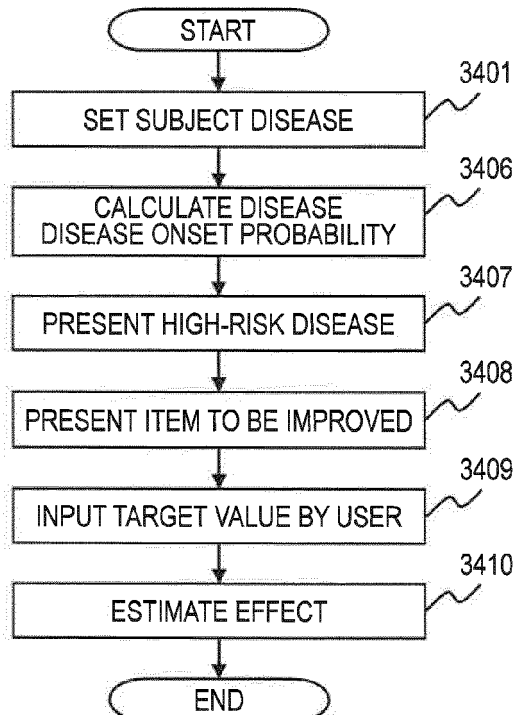 START
3401
SET SUBJECT DISEASE
3406
CALCULATE DISEASE
DISEASE ONSET PROBABILITY
3407
PRESENT HIGH-RISK DISEASE
3408
PRESENT ITEM TO BE IMPROVED
3409
INPUT TARGET VALUE BY USER
3410
ESTIMATE EFFECT
END